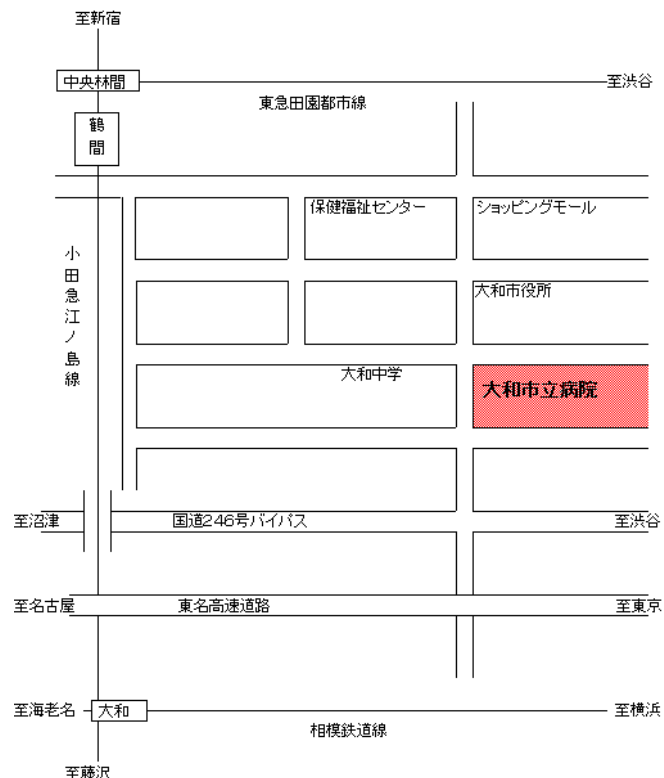 至新宿
中央林間
至渋谷
東急田園都市線
鶴間
保健福祉センター
ショッピングモール
小田急江ノ島線
大和市役所
大和中学
大和市立病院
至沼津
国道246号バイパス
至渋谷
至名古屋
東名高速道路
至東京
至海老名
大和
至横浜
相模鉄道線
至藤沢